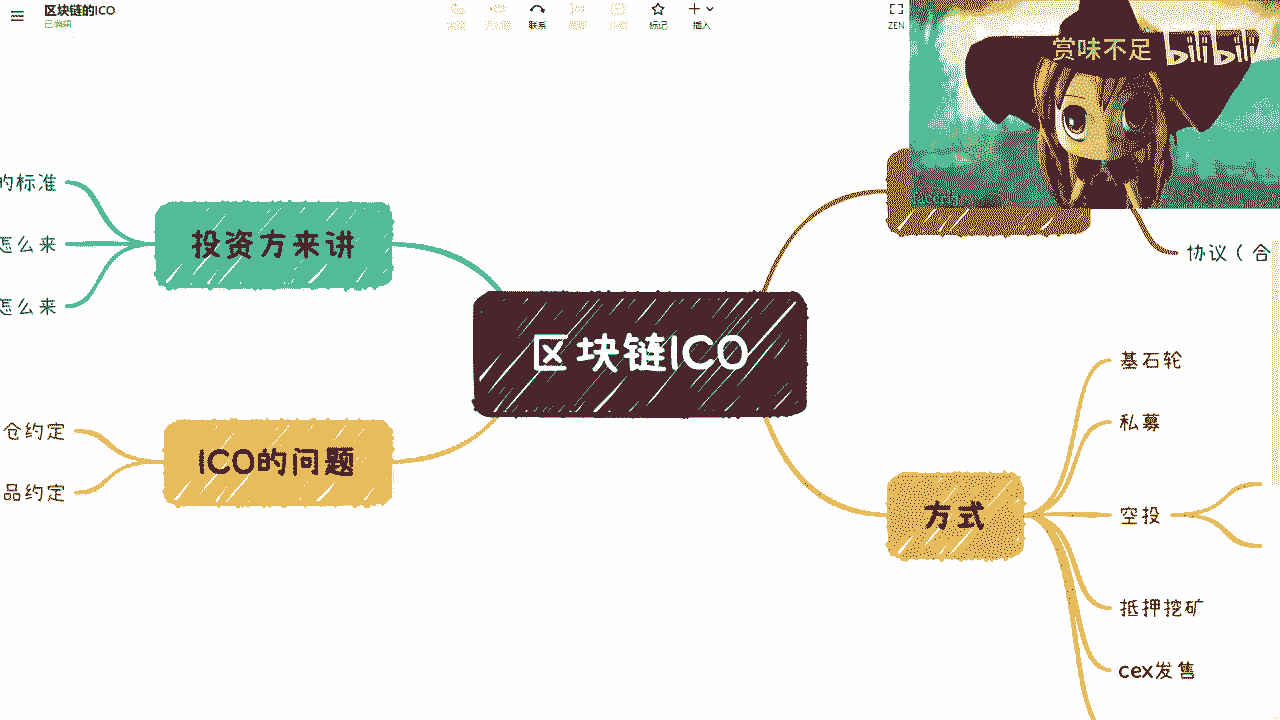 区块链的ICO
已编辑
联系
标记
插入
ZEN
赏味不足 bilibili
的标准
怎么来
怎么来
投资方来讲
协议（合
区块链ICO
仓约定
品约定
ICO的问题
方式
基石轮
私募
空投
抵押挖矿
cex发售